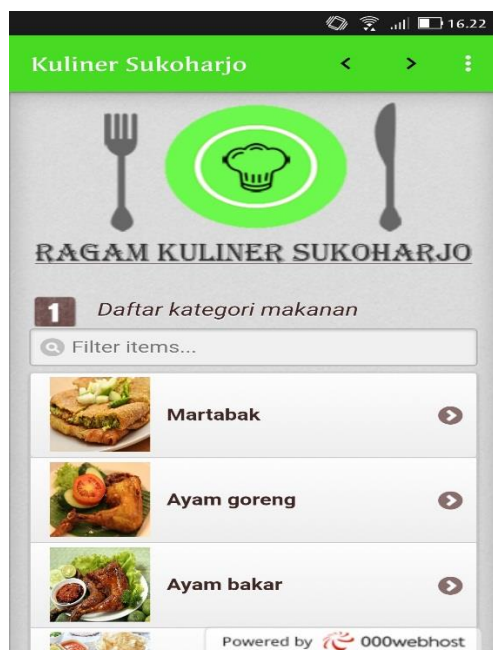 16.22
Kuliner Sukoharjo
RAGAM KULINER SUKOHARJO
1 Daftar kategori makanan
Filter items...
Martabak
Ayam goreng
Ayam bakar
Powered by 000webhost